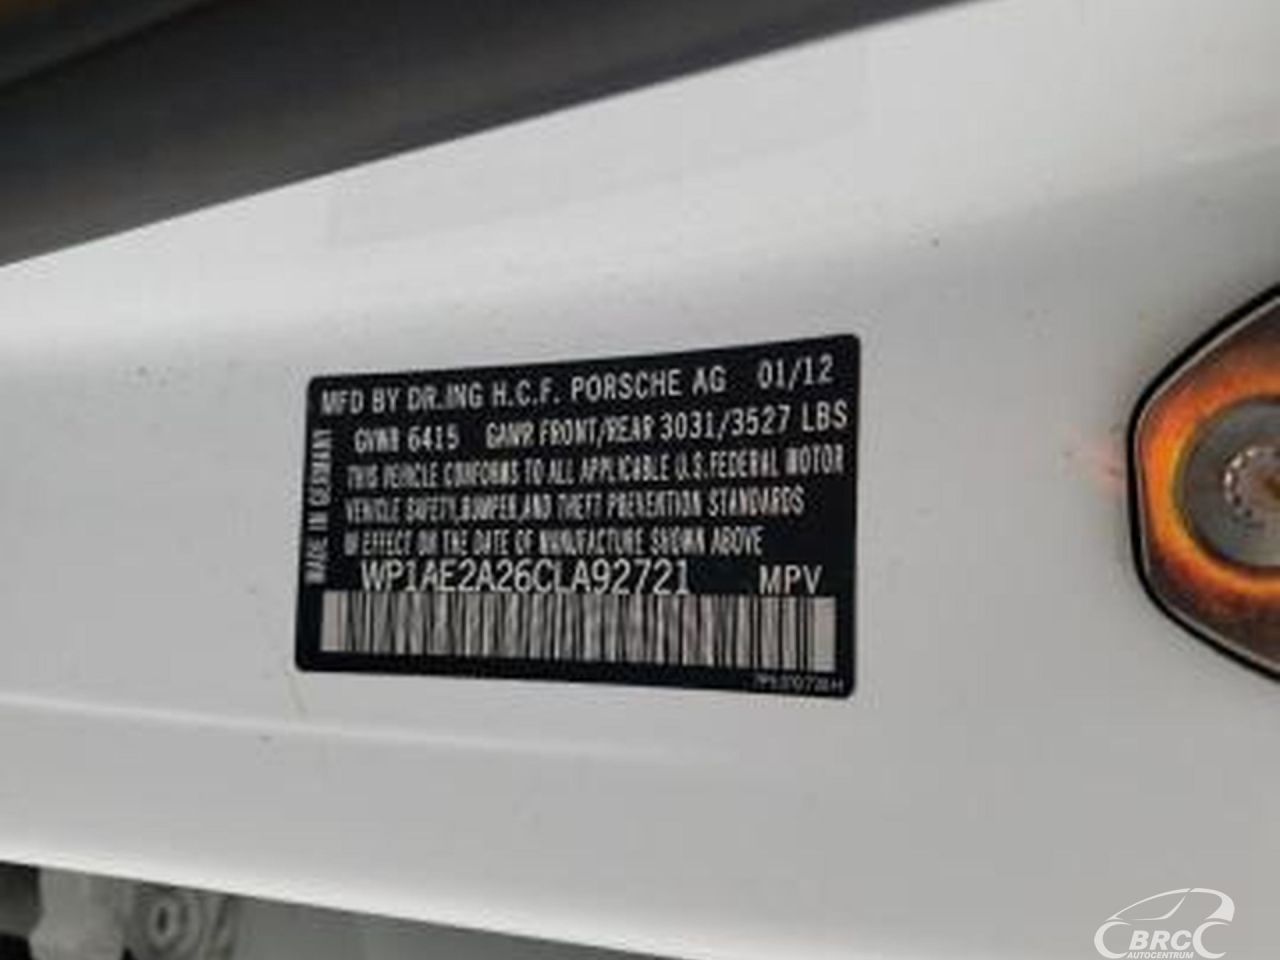 MFD BY DR.ING H.C.F. PORSCHE AG 01/12
GVWR 6415 GAWR FRONT/REAR 3031/3527 LBS
THIS VEHICLE CONFORMS TO ALL APPLICABLE U.S.FEDERAL MOTOR
VEHICLE SAFETY,BUMPER,AND THEFT PREVENTION STANDARDS
IN EFFECT ON THE DATE OF MANUFACTURE SHOWN ABOVE
WP1AE2A26CLA92721 MPV
MADE IN GERMANY
BRC
AUTOCENTRUM